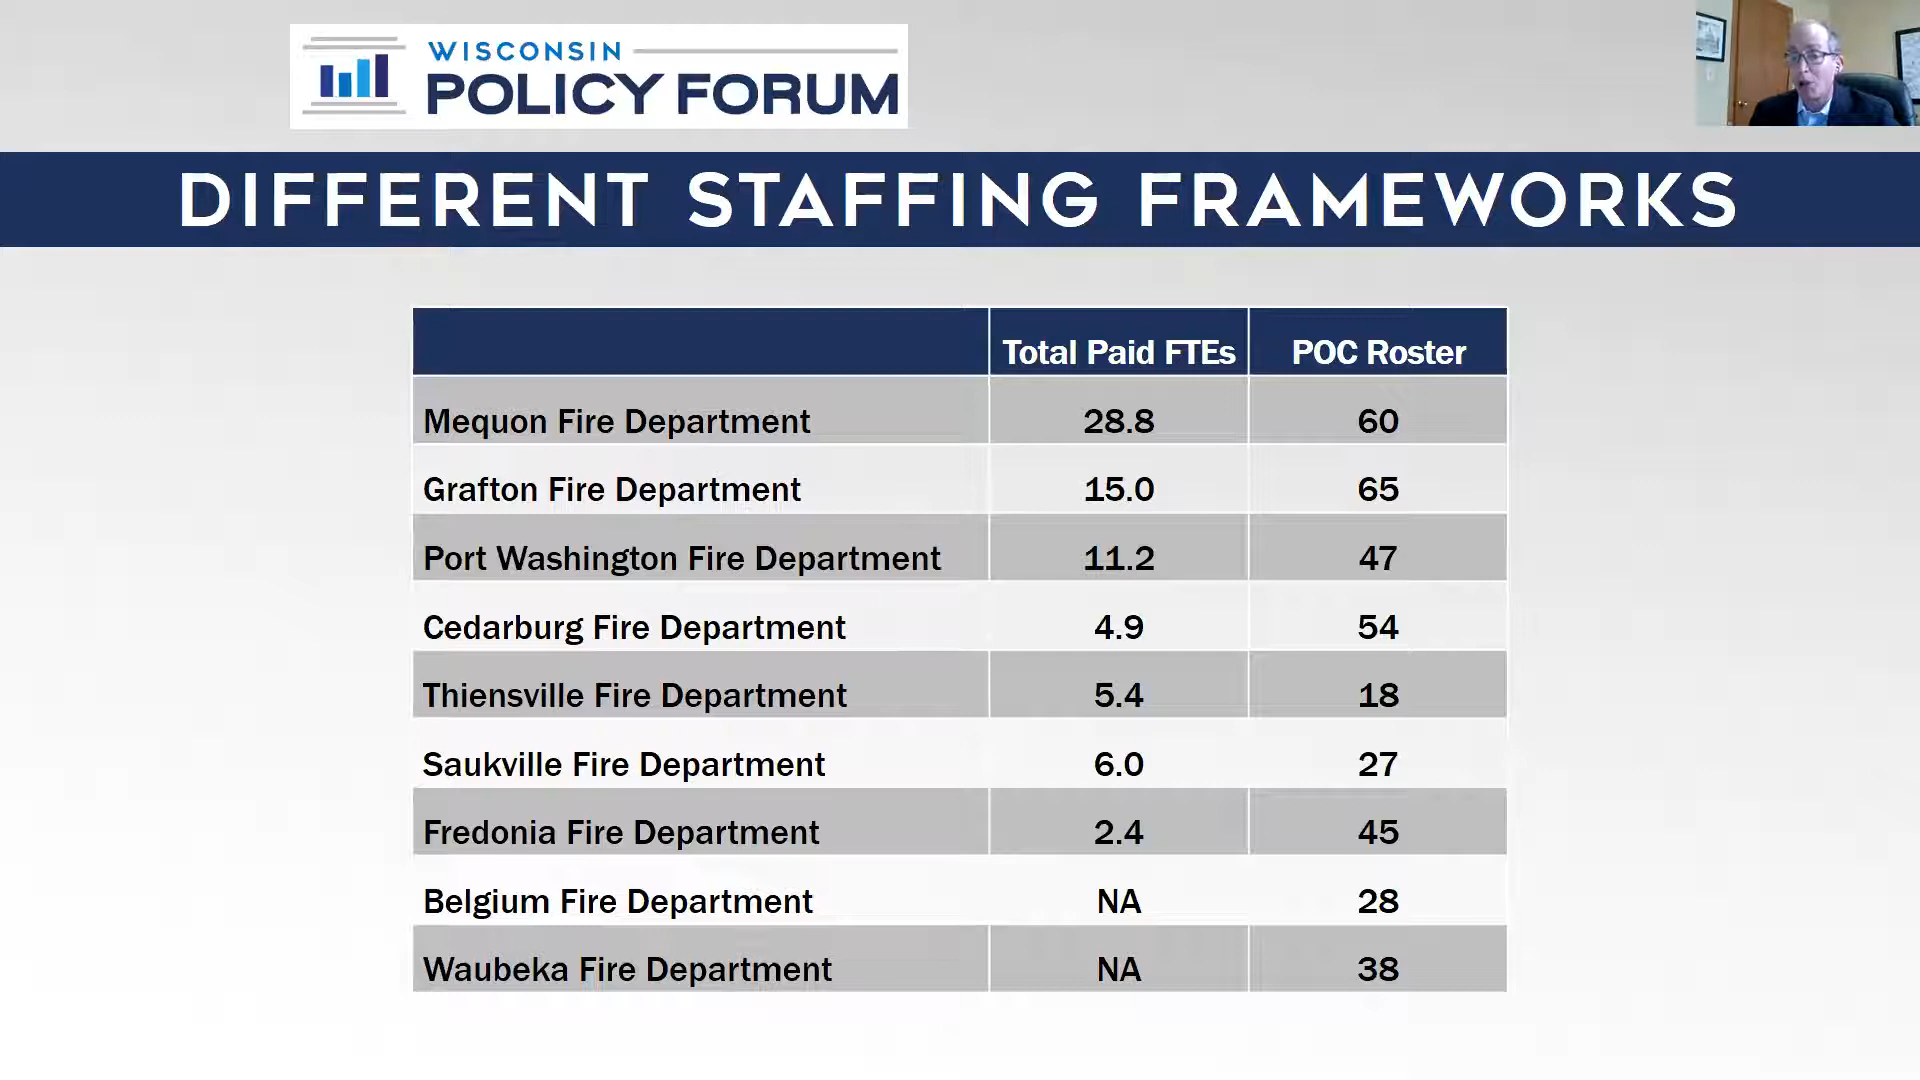 WISCONSIN
POLICY FORUM
DIFFERENT STAFFING FRAMEWORKS
Total Paid FTEs POC Roster
Mequon Fire Department 28.8 60
Grafton Fire Department 15.0 65
Port Washington Fire Department 11.2 47
Cedarburg Fire Department 4.9 54
Thiensville Fire Department 5.4 18
Saukville Fire Department 6.0 27
Fredonia Fire Department 2.4 45
Belgium Fire Department NA 28
Waubeka Fire Department NA 38